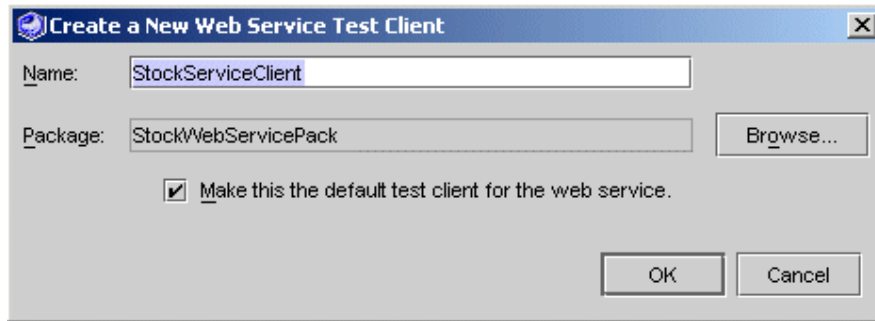 Create a New Web Service Test Client
Name: StockServiceClient
Package: StockWebServicePack Browse...
Make this the default test client for the web service.
OK Cancel